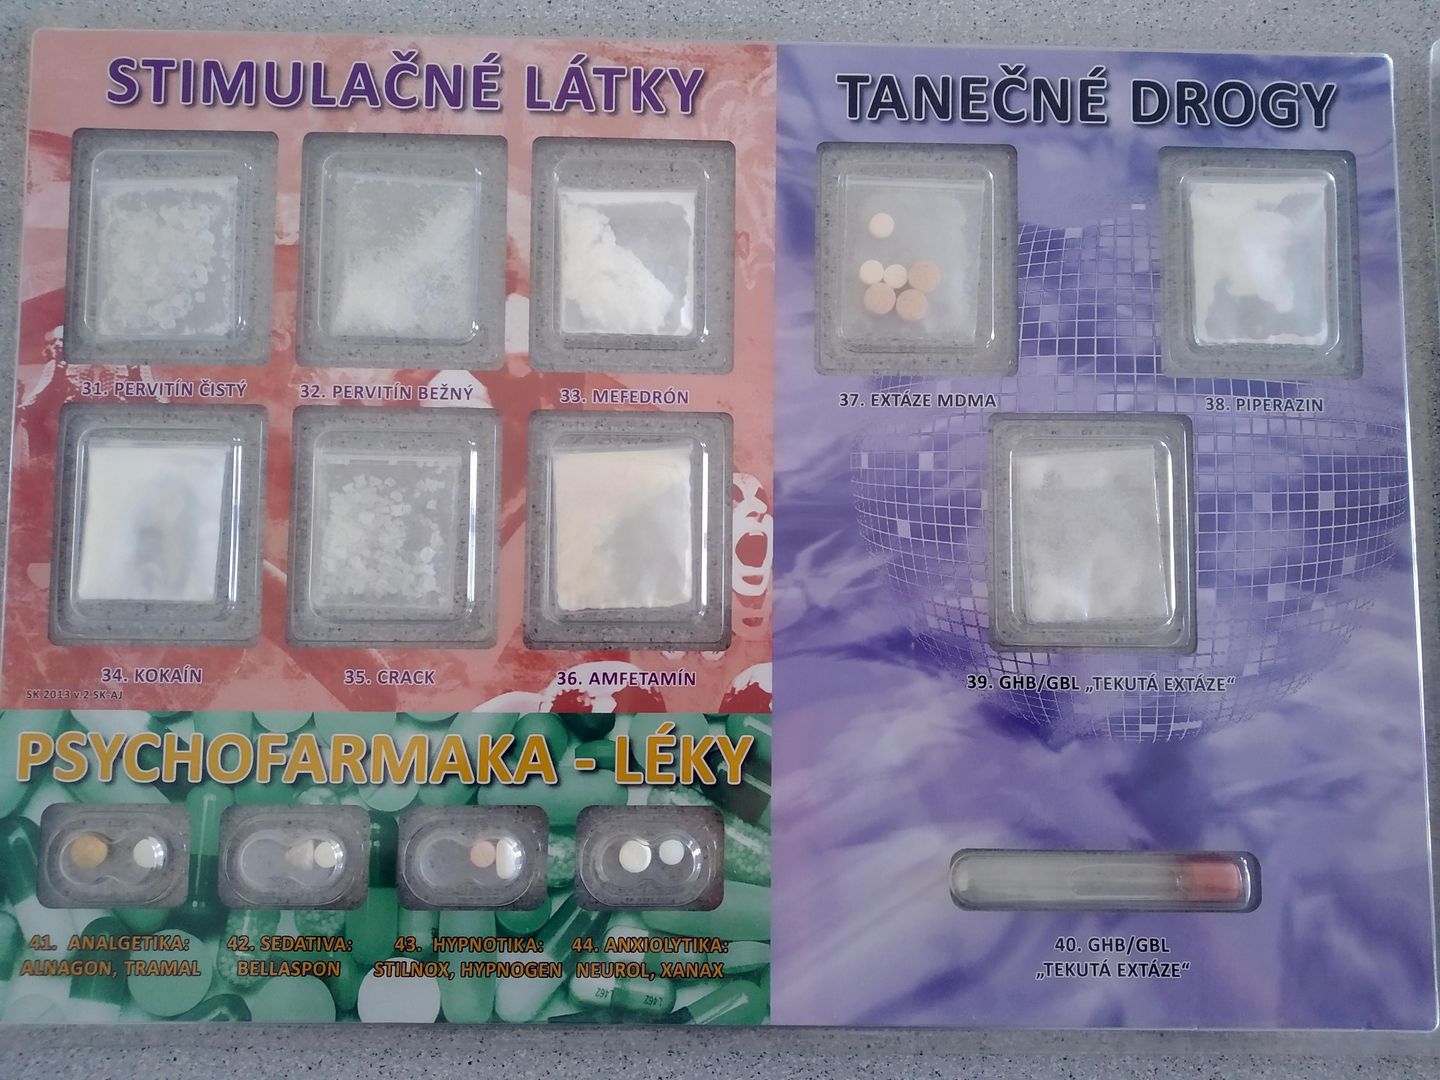 STIMULAČNÉ LÁTKY
31. PERVITÍN ČISTÝ
32. PERVITÍN BEŽNÝ
33. MEFEDRÓN
34. KOKAÍN
35. CRACK
36. AMFETAMÍN
SK 2013 v.2 SK-AJ
TANEČNÉ DROGY
37. EXTÁZE MDMA
38. PIPERAZIN
39. GHB/GBL „TEKUTÁ EXTÁZE“
40. GHB/GBL
„TEKUTÁ EXTÁZE“
PSYCHOFARMAKA - LÉKY
41. ANALGETIKA:
ALNAGON, TRAMAL
42. SEDATIVA:
BELLASPON
43. HYPNOTIKA:
STILNOX, HYPNOGEN
44. ANXIOLYTIKA:
NEUROL, XANAX
L462
L462